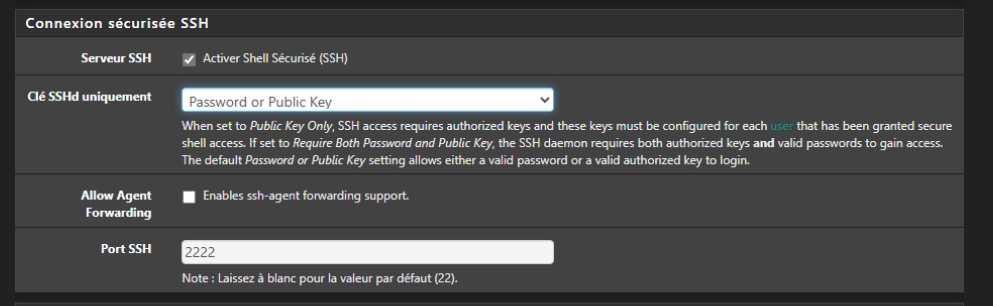 Connexion sécurisée SSH
Serveur SSH
Activer Shell Sécurisé (SSH)
Clé SSHd uniquement
Password or Public Key
When set to Public Key Only, SSH access requires authorized keys and these keys must be configured for each user that has been granted secure
shell access. If set to Require Both Password and Public Key, the SSH daemon requires both authorized keys and valid passwords to gain access.
The default Password or Public Key setting allows either a valid password or a valid authorized key to login.
Allow Agent
Forwarding
Enables ssh-agent forwarding support.
Port SSH
2222
Note : Laissez à blanc pour la valeur par défaut (22).